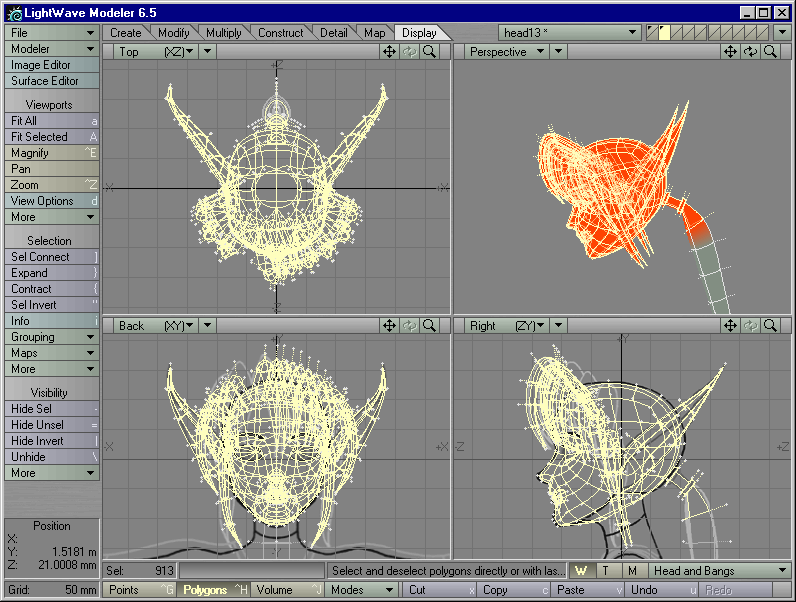 LightWave Modeler 6.5
File Create Modify Multiply Construct Detail Map Display head13 *
Modeler Top (XZ) Perspective
Image Editor
Surface Editor
Viewports
Fit All a
Fit Selected A
Magnify ^E
Pan
Zoom ^Z
View Options d
More
Selection
Sel Connect ]
Expand }
Contract {
Sel Invert "
Info i
Grouping
Back (XY) Right (ZY)
Maps
More
Visibility
Hide Sel -
Hide Unsel =
Hide Invert |
Unhide \
More
Position
X:
Y: 1.5181 m
Z: 21.0008 mm
Sel: 913 Select and deselect polygons directly or with las... W T M Head and Bangs
Grid: 50 mm Points ^G Polygons ^H Volume ^J Modes Cut x Copy c Paste v Undo u Redo